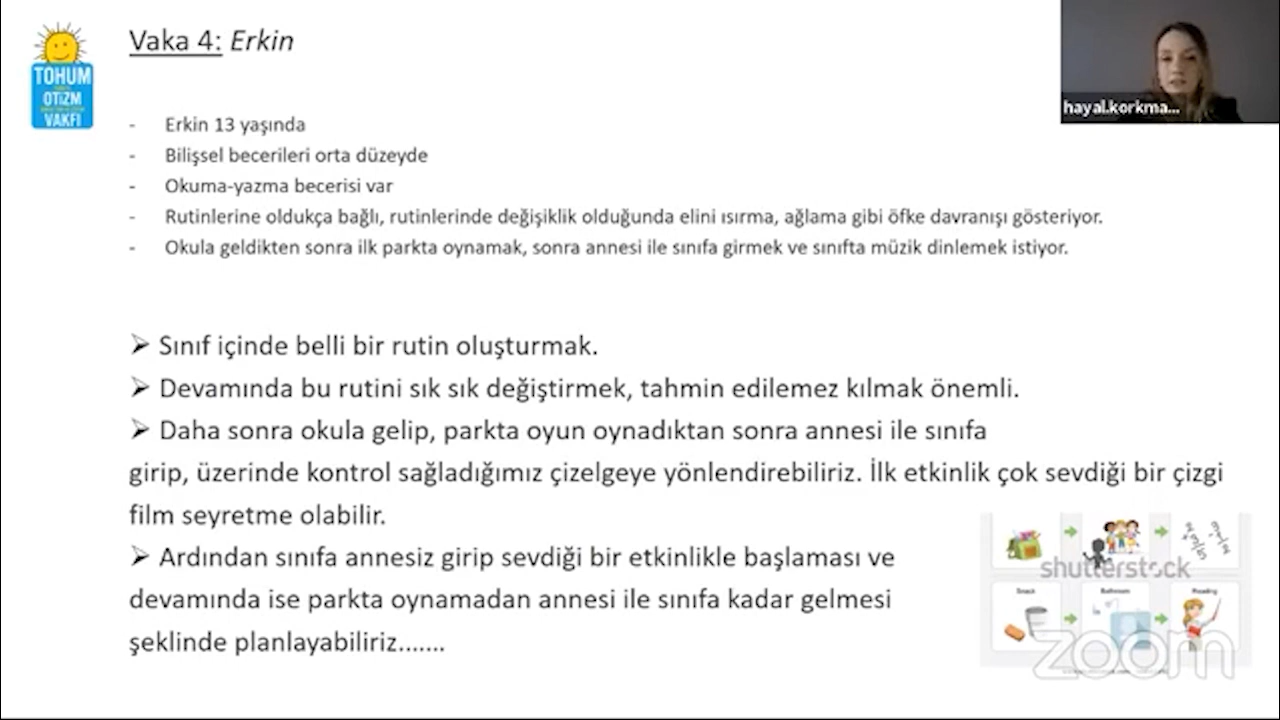 Vaka 4: Erkin
TOHUM
OTİZM
VAKFI
hayal.korkma...
- Erkin 13 yaşında
- Bilişsel becerileri orta düzeyde
- Okuma-yazma becerisi var
- Rutinlerine oldukça bağlı, rutinlerinde değişiklik olduğunda elini ısırma, ağlama gibi öfke davranışı gösteriyor.
- Okula geldikten sonra ilk parkta oynamak, sonra annesi ile sınıfa girmek ve sınıfta müzik dinlemek istiyor.
➢ Sınıf içinde belli bir rutin oluşturmak.
➢ Devamında bu rutini sık sık değiştirmek, tahmin edilemez kılmak önemli.
➢ Daha sonra okula gelip, parkta oyun oynadıktan sonra annesi ile sınıfa
girip, üzerinde kontrol sağladığımız çizelgeye yönlendirebiliriz. İlk etkinlik çok sevdiği bir çizgi
film seyretme olabilir.
➢ Ardından sınıfa annesiz girip sevdiği bir etkinlikle başlaması ve
devamında ise parkta oynamadan annesi ile sınıfa kadar gelmesi
şeklinde planlayabiliriz.......
shutterstock
Snack Bathroom Reading
zoom